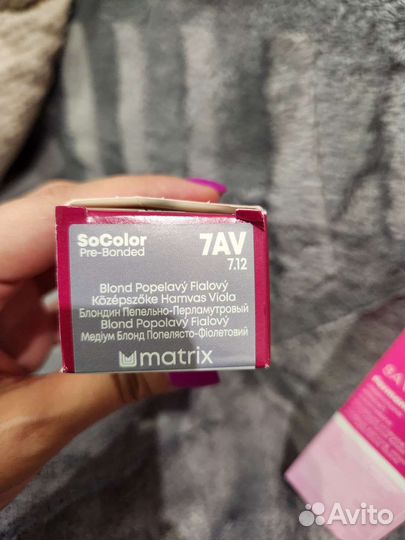 SoColor
Pre-Bonded
7AV
7.12
Blond Popelavý Fialový
Középszőke Hamvas Viola
Блондин Пепельно-Перламутровый
Blond Popolavý Fialový
Медіум Блонд Попелясто-Фіолетовий
matrix
Avito